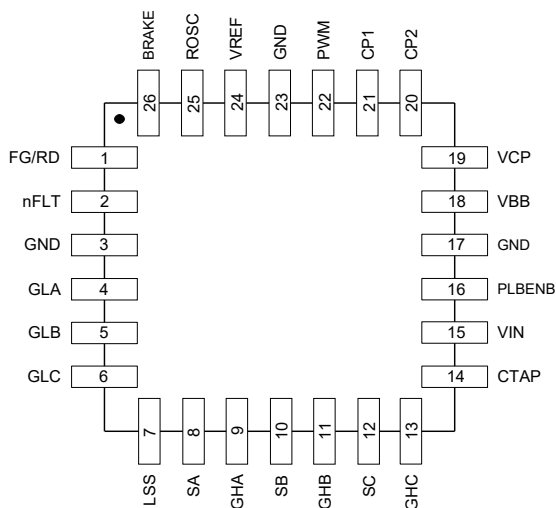 BRAKE ROSC VREF GND PWM CP1 CP2
26 25 24 23 22 21 20
FG/RD 1 19 VCP
nFLT 2 18 VBB
GND 3 17 GND
GLA 4 16 PLBENB
GLB 5 15 VIN
GLC 6 14 CTAP
7 8 9 10 11 12 13
LSS SA GHA SB GHB SC GHC